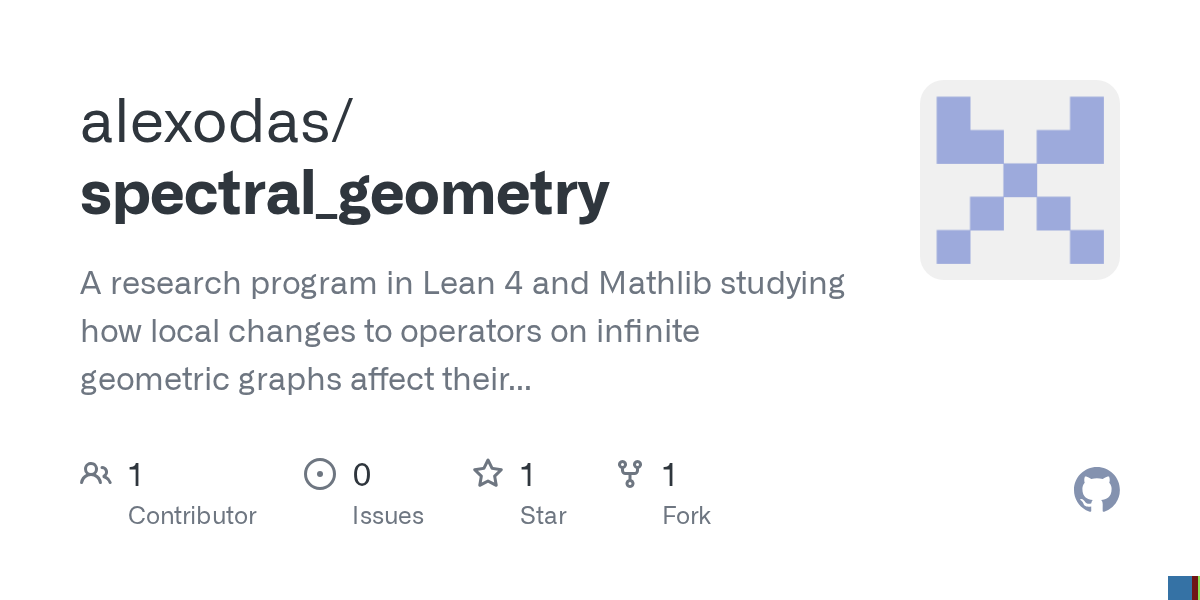 alexodas/
spectral_geometry
A research program in Lean 4 and Mathlib studying
how local changes to operators on infinite
geometric graphs affect their...
1 0 1 1
Contributor Issues Star Fork